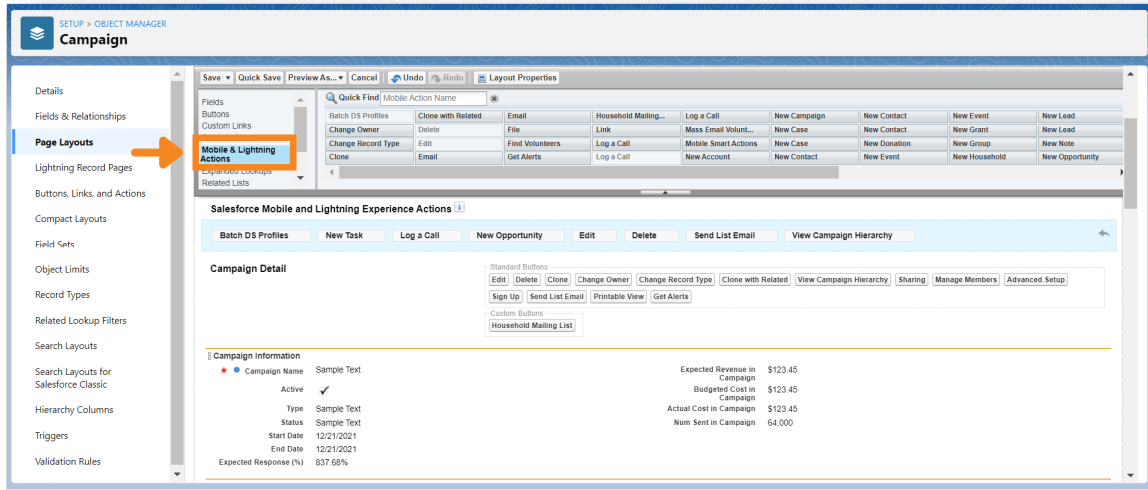 SETUP > OBJECT MANAGER
Campaign
Details
Fields & Relationships
Page Layouts
Lightning Record Pages
Buttons, Links, and Actions
Compact Layouts
Field Sets
Object Limits
Record Types
Related Lookup Filters
Search Layouts
Search Layouts for
Salesforce Classic
Hierarchy Columns
Triggers
Validation Rules
Save Quick Save Preview As... Cancel Undo Redo Layout Properties
Fields
Buttons
Custom Links
Mobile & Lightning
Actions
Expanded Lookups
Related Lists
Quick Find Mobile Action Name
Batch DS Profiles Clone with Related Email Household Mailing... Log a Call New Campaign New Contact New Event New Lead
Change Owner Delete File Link Mass Email Volunt... New Case New Contact New Grant New Lead
Change Record Type Edit Find Volunteers Log a Call Mobile Smart Actions New Case New Donation New Group New Note
Clone Email Get Alerts Log a Call New Account New Contact New Event New Household New Opportunity
Salesforce Mobile and Lightning Experience Actions i
Batch DS Profiles New Task Log a Call New Opportunity Edit Delete Send List Email View Campaign Hierarchy
Campaign Detail
Standard Buttons
Edit Delete Clone Change Owner Change Record Type Clone with Related View Campaign Hierarchy Sharing Manage Members Advanced Setup
Sign Up Send List Email Printable View Get Alerts
Custom Buttons
Household Mailing List
Campaign Information
Campaign Name Sample Text
Active
Type Sample Text
Status Sample Text
Start Date 12/21/2021
End Date 12/21/2021
Expected Response (%) 837.68%
Expected Revenue in $123.45
Campaign
Budgeted Cost in $123.45
Campaign
Actual Cost in Campaign $123.45
Num Sent in Campaign 64,000